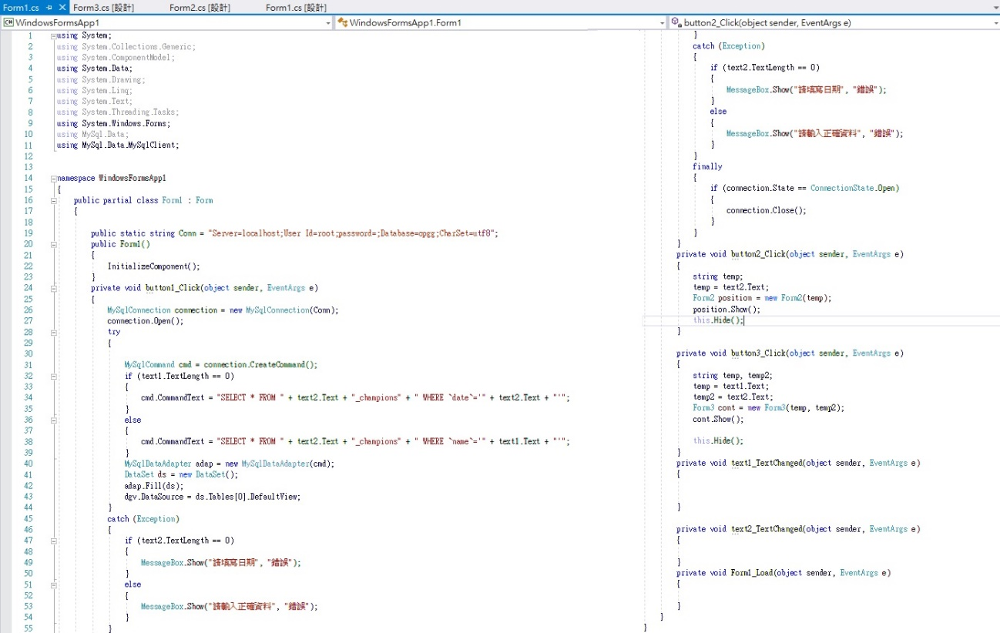 Form1.cs
Form3.cs [設計]
Form2.cs [設計]
Form1.cs [設計]
C# WindowsFormsApp1
WindowsFormsApp1.Form1
button2_Click(object sender, EventArgs e)
1 using System;
2 using System.Collections.Generic;
3 using System.ComponentModel;
4 using System.Data;
5 using System.Drawing;
6 using System.Linq;
7 using System.Text;
8 using System.Threading.Tasks;
9 using System.Windows.Forms;
10 using MySql.Data;
11 using MySql.Data.MySqlClient;
12
13
14 namespace WindowsFormsApp1
15 {
16 public partial class Form1 : Form
17 {
18
19 public static string Conn = "Server=localhost;User Id=root;password=;Database=opgg;CharSet=utf8";
20 public Form1()
21 {
22 InitializeComponent();
23 }
24 private void button1_Click(object sender, EventArgs e)
25 {
26 MySqlConnection connection = new MySqlConnection(Conn);
27 connection.Open();
28 try
29 {
30
31 MySqlCommand cmd = connection.CreateCommand();
32 if (text1.TextLength == 0)
33 {
34 cmd.CommandText = "SELECT * FROM " + text2.Text + "_champions" + " WHERE `date`='" + text2.Text + "'";
35 }
36 else
37 {
38 cmd.CommandText = "SELECT * FROM " + text2.Text + "_champions" + " WHERE `name`='" + text1.Text + "'";
39 }
40 MySqlDataAdapter adap = new MySqlDataAdapter(cmd);
41 DataSet ds = new DataSet();
42 adap.Fill(ds);
43 dgv.DataSource = ds.Tables[0].DefaultView;
44 }
45 catch (Exception)
46 {
47 if (text2.TextLength == 0)
48 {
49 MessageBox.Show("請填寫日期", "錯誤");
50 }
51 else
52 {
53 MessageBox.Show("請輸入正確資料", "錯誤");
54 }
55 }
}
catch (Exception)
{
if (text2.TextLength == 0)
{
MessageBox.Show("請填寫日期", "錯誤");
}
else
{
MessageBox.Show("請輸入正確資料", "錯誤");
}
}
finally
{
if (connection.State == ConnectionState.Open)
{
connection.Close();
}
}
}
private void button2_Click(object sender, EventArgs e)
{
string temp;
temp = text2.Text;
Form2 position = new Form2(temp);
position.Show();
this.Hide();
}
private void button3_Click(object sender, EventArgs e)
{
string temp, temp2;
temp = text1.Text;
temp2 = text2.Text;
Form3 cont = new Form3(temp, temp2);
cont.Show();
this.Hide();
}
private void text1_TextChanged(object sender, EventArgs e)
{
}
private void text2_TextChanged(object sender, EventArgs e)
{
}
private void Form1_Load(object sender, EventArgs e)
{
}
}
}